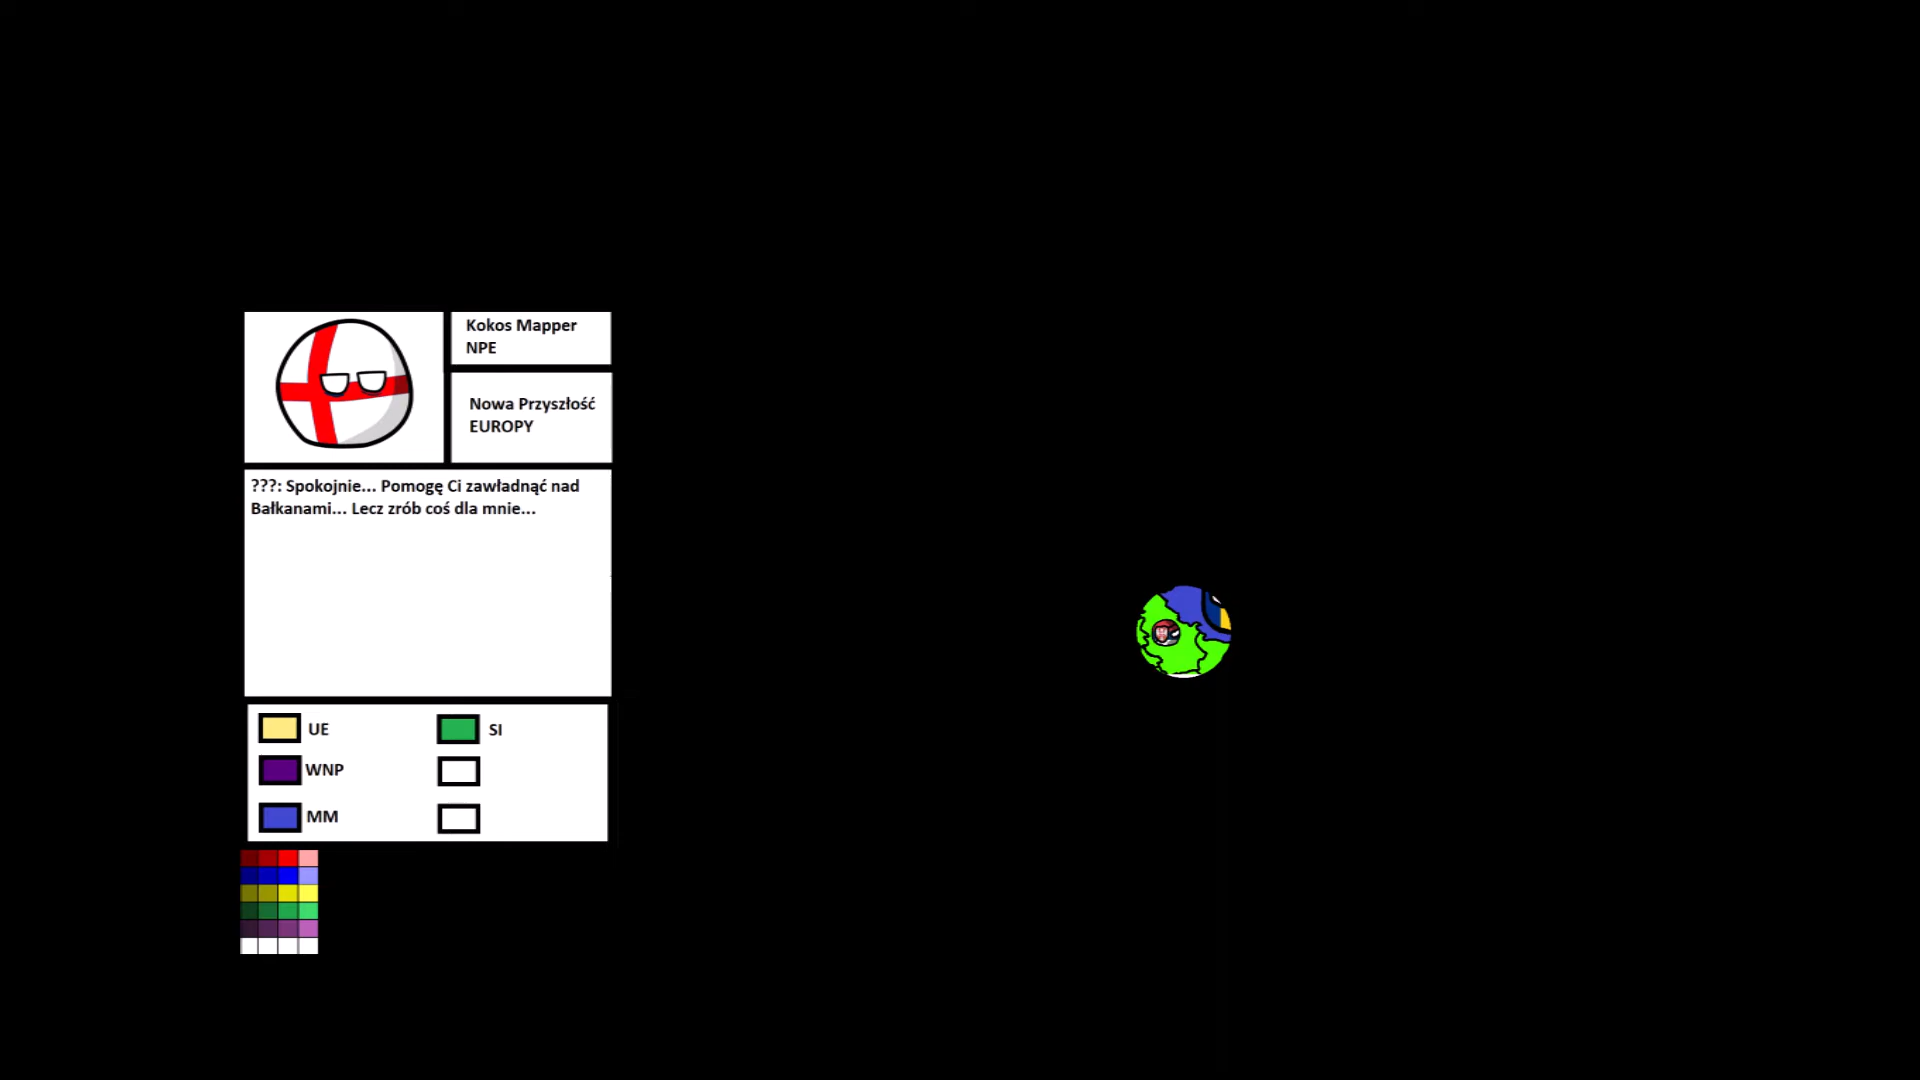 Kokos Mapper
NPE
Nowa Przyszłość
EUROPY
???: Spokojnie... Pomogę Ci zawładnąć nad
Bałkanami... Lecz zrób coś dla mnie...
UE
SI
WNP
MM